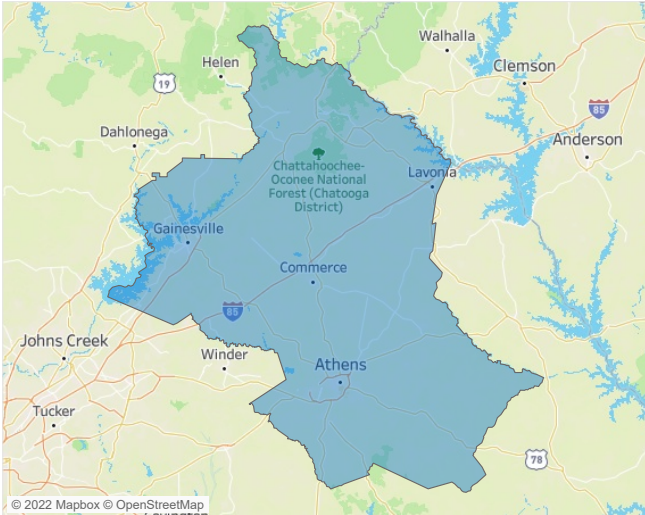 Walhalla
Helen
Clemson
19
85
Dahlonega
Anderson
Chattahoochee-
Oconee National
Forest (Chatooga
District)
Lavonia
Gainesville
Commerce
85
Johns Creek
Winder
Athens
Tucker
78
© 2022 Mapbox © OpenStreetMap